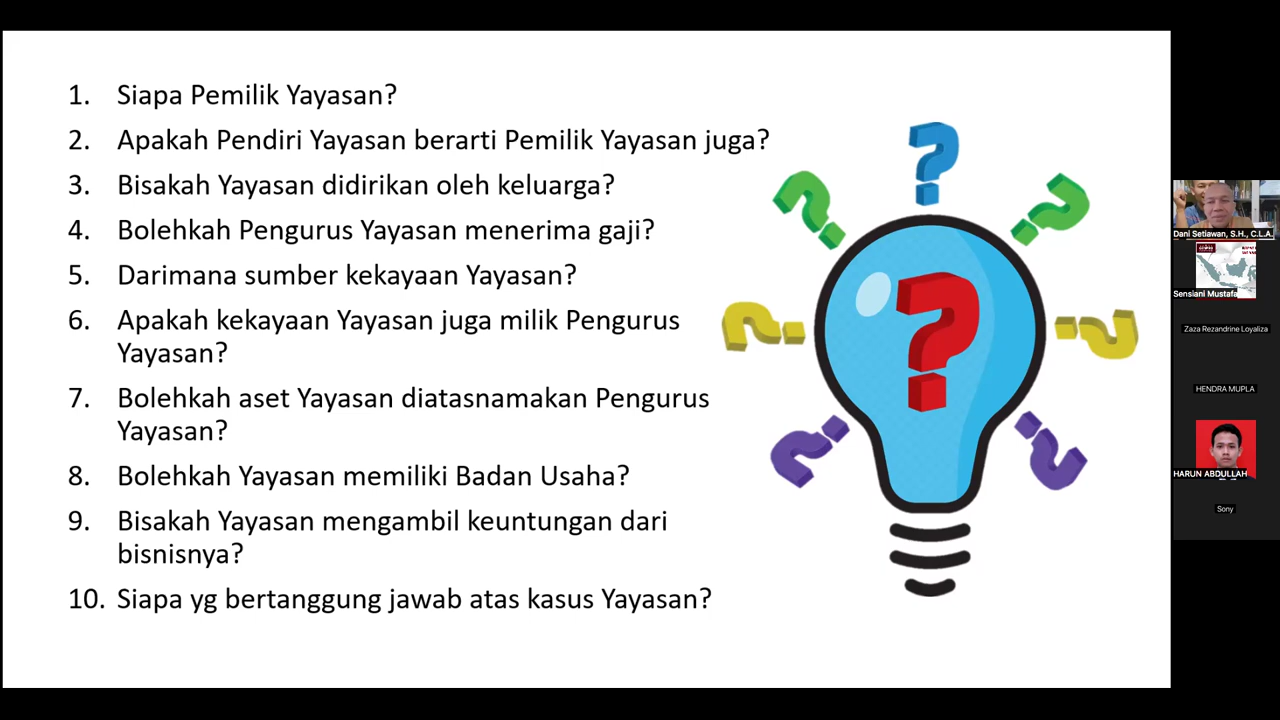 1. Siapa Pemilik Yayasan?
2. Apakah Pendiri Yayasan berarti Pemilik Yayasan juga?
3. Bisakah Yayasan didirikan oleh keluarga?
4. Bolehkah Pengurus Yayasan menerima gaji?
5. Darimana sumber kekayaan Yayasan?
6. Apakah kekayaan Yayasan juga milik Pengurus
Yayasan?
7. Bolehkah aset Yayasan diatasnamakan Pengurus
Yayasan?
8. Bolehkah Yayasan memiliki Badan Usaha?
9. Bisakah Yayasan mengambil keuntungan dari
bisnisnya?
10. Siapa yg bertanggung jawab atas kasus Yayasan?
Dani Setiawan, S.H., C.L.A.
Sensiani Mustafa
Zaza Rezandrine Loyaliza
HENDRA MUPLA
HARUN ABDULLAH
Sony